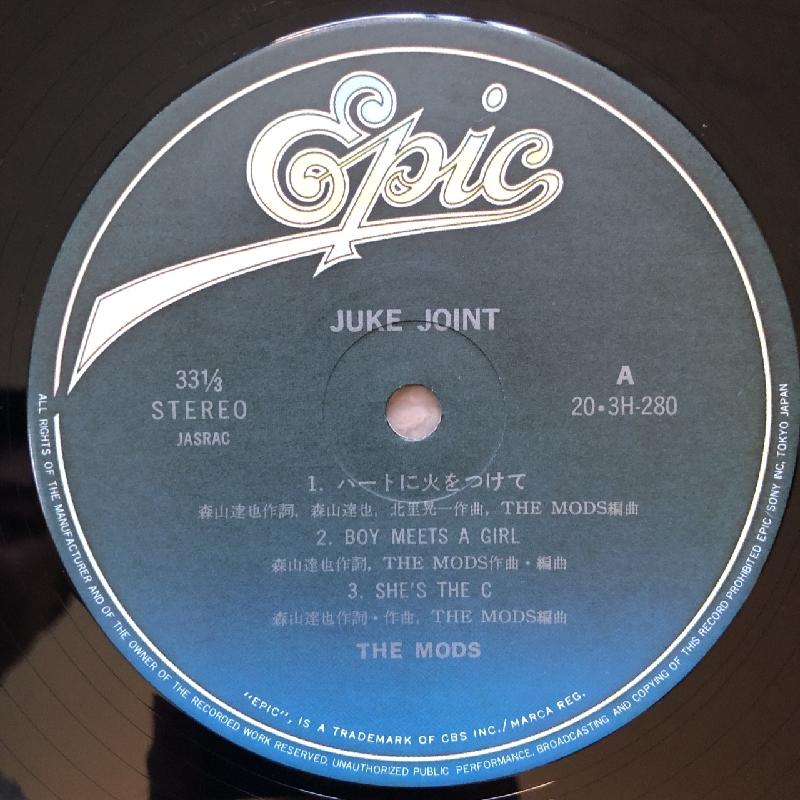 Epic
JUKE JOINT
33⅓
STEREO
JASRAC
A
20•3H-280
1. ハートに火をつけて
森山達也作詞, 森山達也, 北里晃一作曲, THE MODS編曲
2. BOY MEETS A GIRL
森山達也作詞, THE MODS作曲・編曲
3. SHE'S THE C
森山達也作詞・作曲, THE MODS編曲
THE MODS
"EPIC", IS A TRADEMARK OF CBS INC./MARCA REG.
ALL RIGHTS OF THE MANUFACTURER AND OF THE OWNER OF THE RECORDED WORK RESERVED. UNAUTHORIZED PUBLIC PERFORMANCE. BROADCASTING AND COPYING OF THIS RECORD PROHIBITED EPIC/SONY INC. TOKYO JAPAN